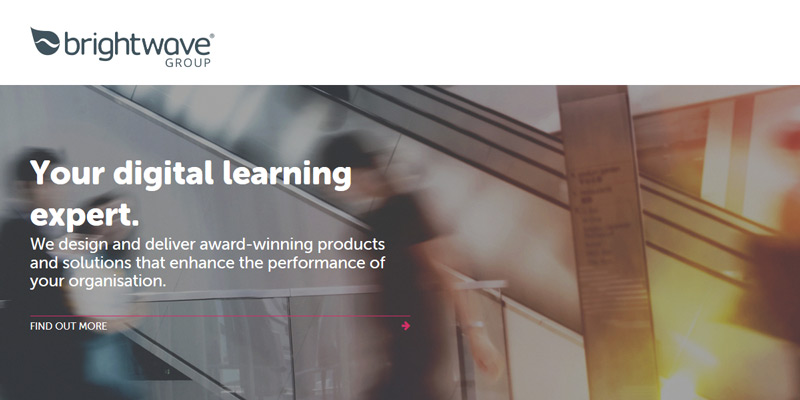 brightwave®
GROUP
Your digital learning
expert.
We design and deliver award-winning products
and solutions that enhance the performance of
your organisation.
FIND OUT MORE